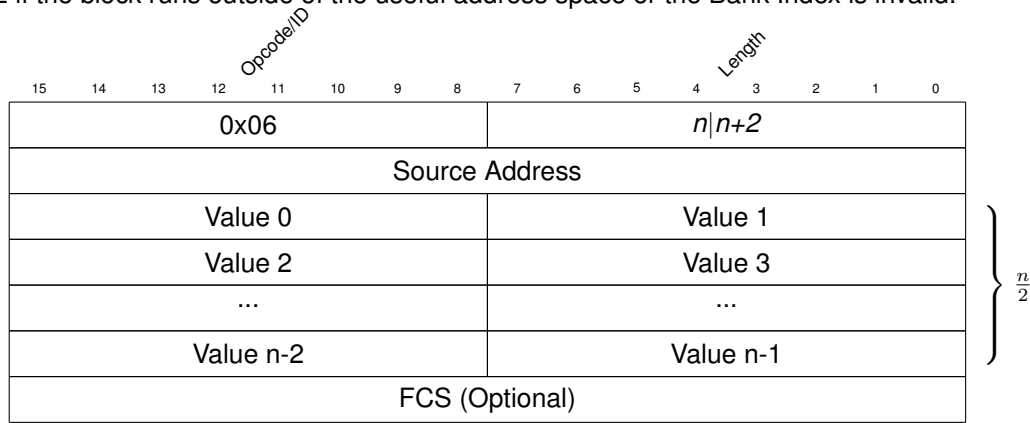 if the block runs outside of the useful address space or the Bank Index is invalid.
Opcode/ID Length
15 14 13 12 11 10 9 8 7 6 5 4 3 2 1 0
0x06 n|n+2
Source Address
Value 0 Value 1
Value 2 Value 3
... ...
Value n-2 Value n-1
n/2
FCS (Optional)